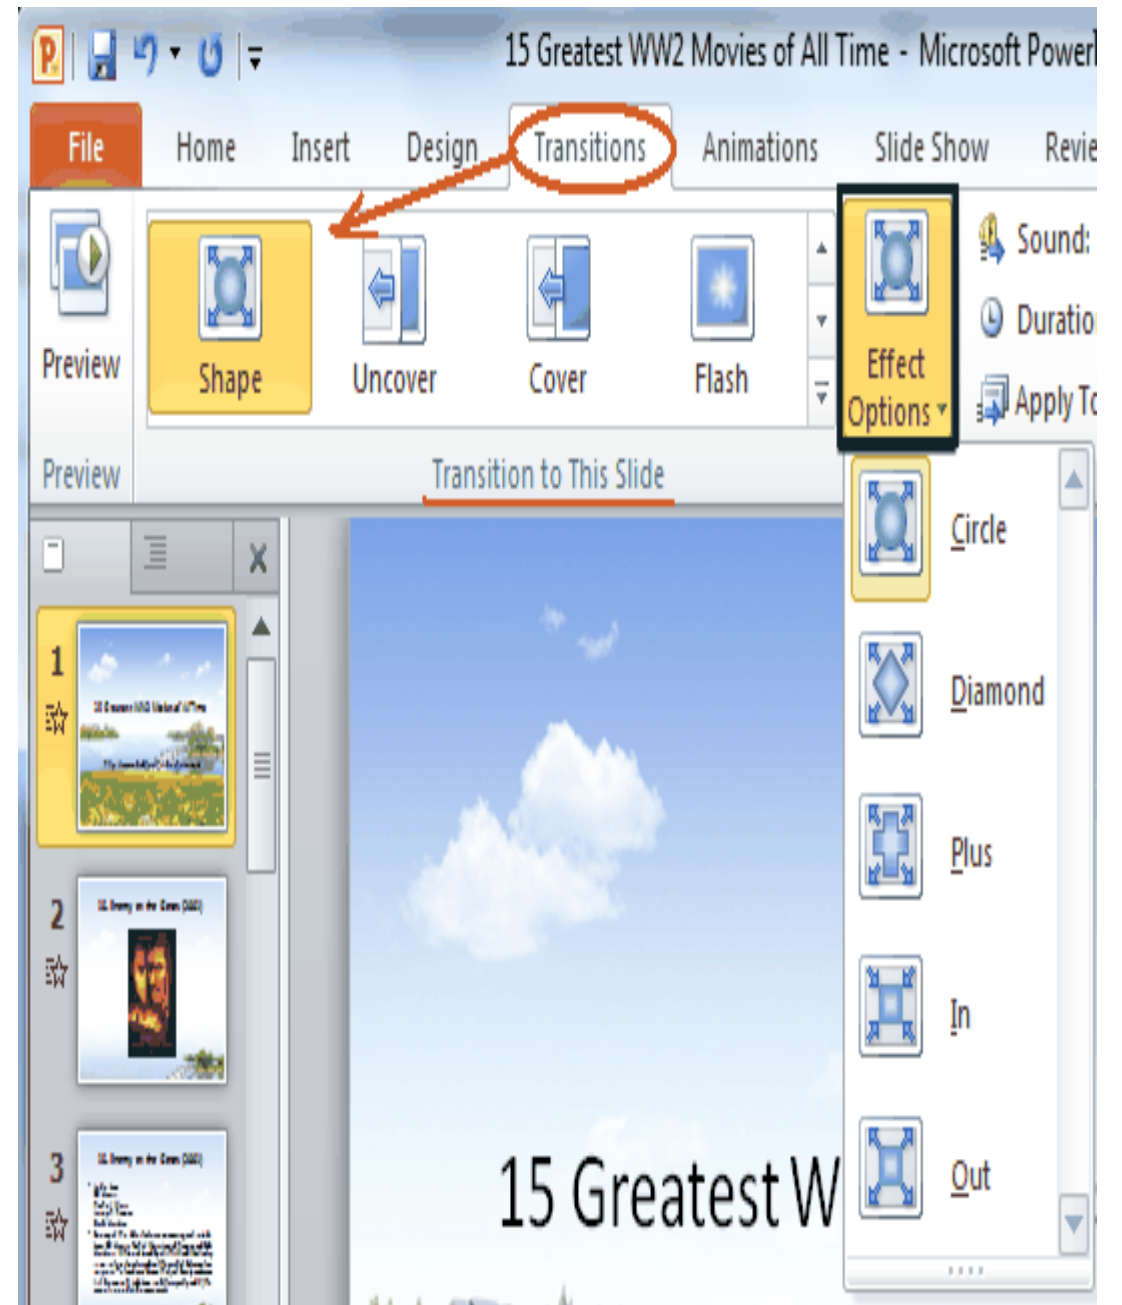 15 Greatest WW2 Movies of All Time - Microsoft Power
File Home Insert Design Transitions Animations Slide Show Revie
Preview
Shape Uncover Cover Flash
Effect Options
Sound:
Duratio
Apply To
Preview Transition to This Slide
Circle
Diamond
Plus
In
Out
1
2
3
15 Greatest W